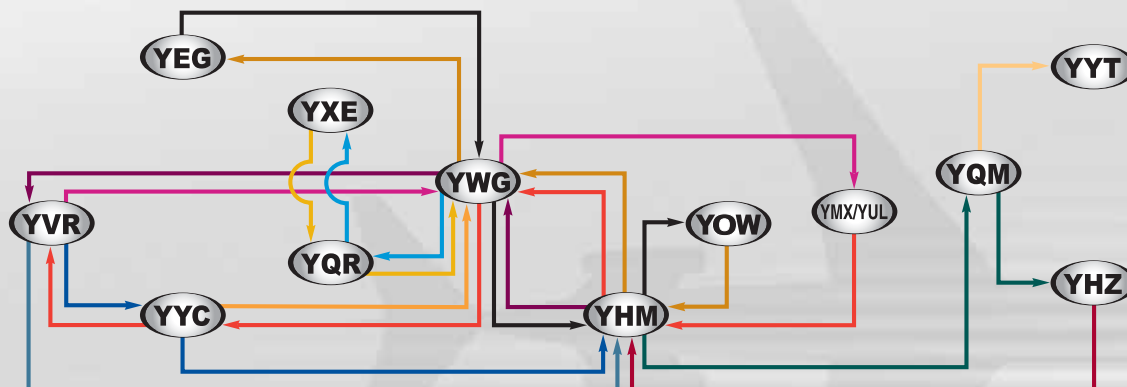 YEG
YYT
YXE
YQM
YWG
YMX/YUL
YVR
YOW
YQR
YHZ
YYC
YHM